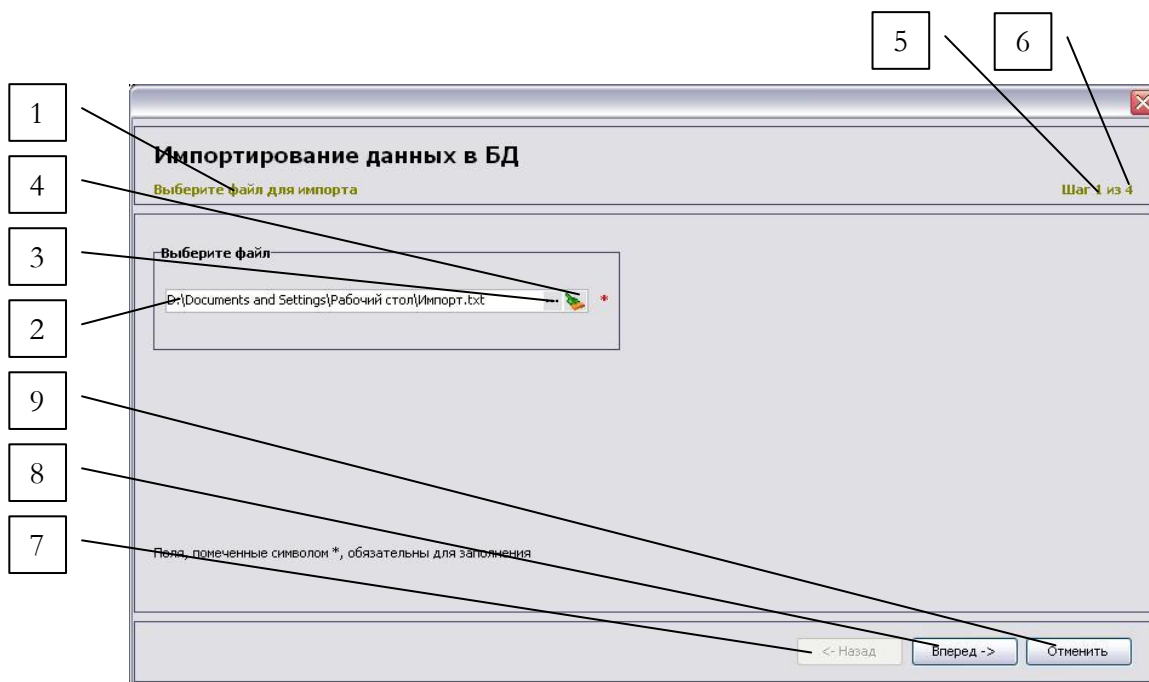 5 6
1
Импортирование данных в БД
4
Выберите файл для импорта Шаг 1 из 4
3
Выберите файл
D:\Documents and Settings\Рабочий стол\Импорт.txt ... *
2
9
8
7
Поля, помеченные символом *, обязательны для заполнения
<- Назад Вперед -> Отменить